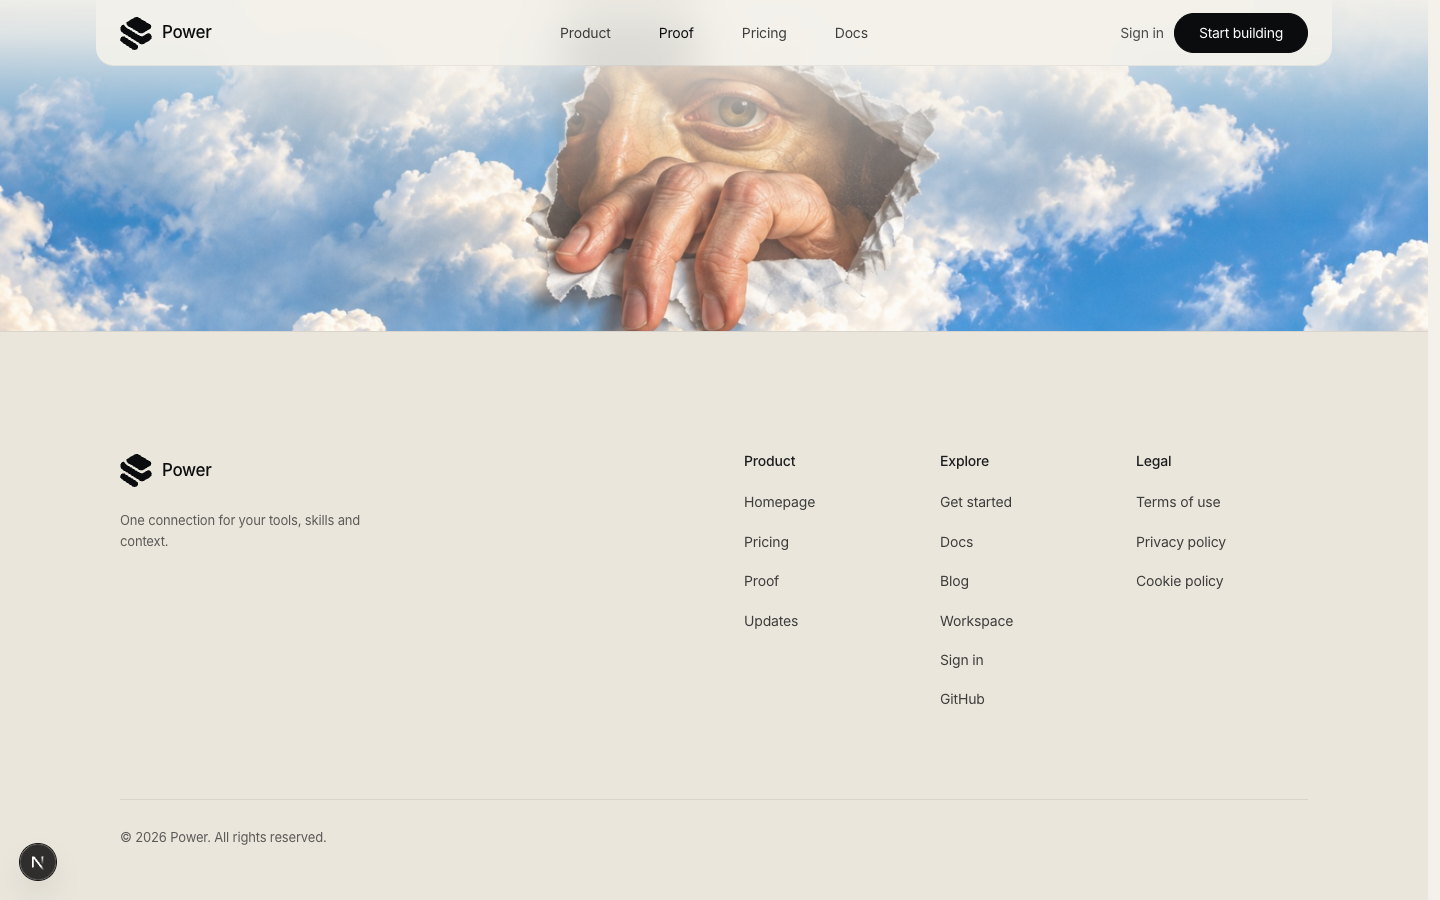 Power
Product
Proof
Pricing
Docs
Sign in
Start building
Power
One connection for your tools, skills and
context.
Product
Homepage
Pricing
Proof
Updates
Explore
Get started
Docs
Blog
Workspace
Sign in
GitHub
Legal
Terms of use
Privacy policy
Cookie policy
© 2026 Power. All rights reserved.
N